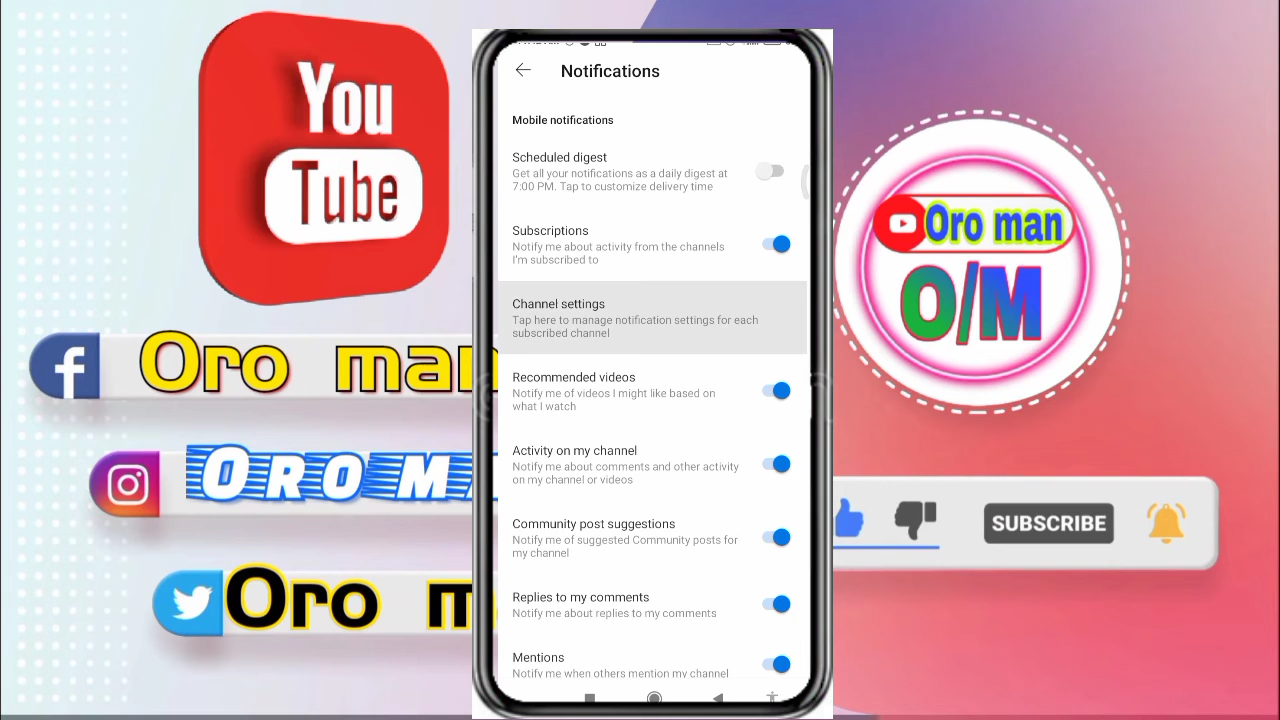 You
Tube
Oro man
Oro m
Notifications
Mobile notifications
Scheduled digest
Get all your notifications as a daily digest at
7:00 PM. Tap to customize delivery time
Subscriptions
Notify me about activity from the channels
I'm subscribed to
Channel settings
Tap here to manage notification settings for each
subscribed channel
Recommended videos
Notify me of videos I might like based on
what I watch
Activity on my channel
Notify me about comments and other activity
on my channel or videos
Community post suggestions
Notify me of suggested Community posts for
my channel
Replies to my comments
Notify me about replies to my comments
Mentions
Notify me when others mention my channel
Oro man
O/M
SUBSCRIBE